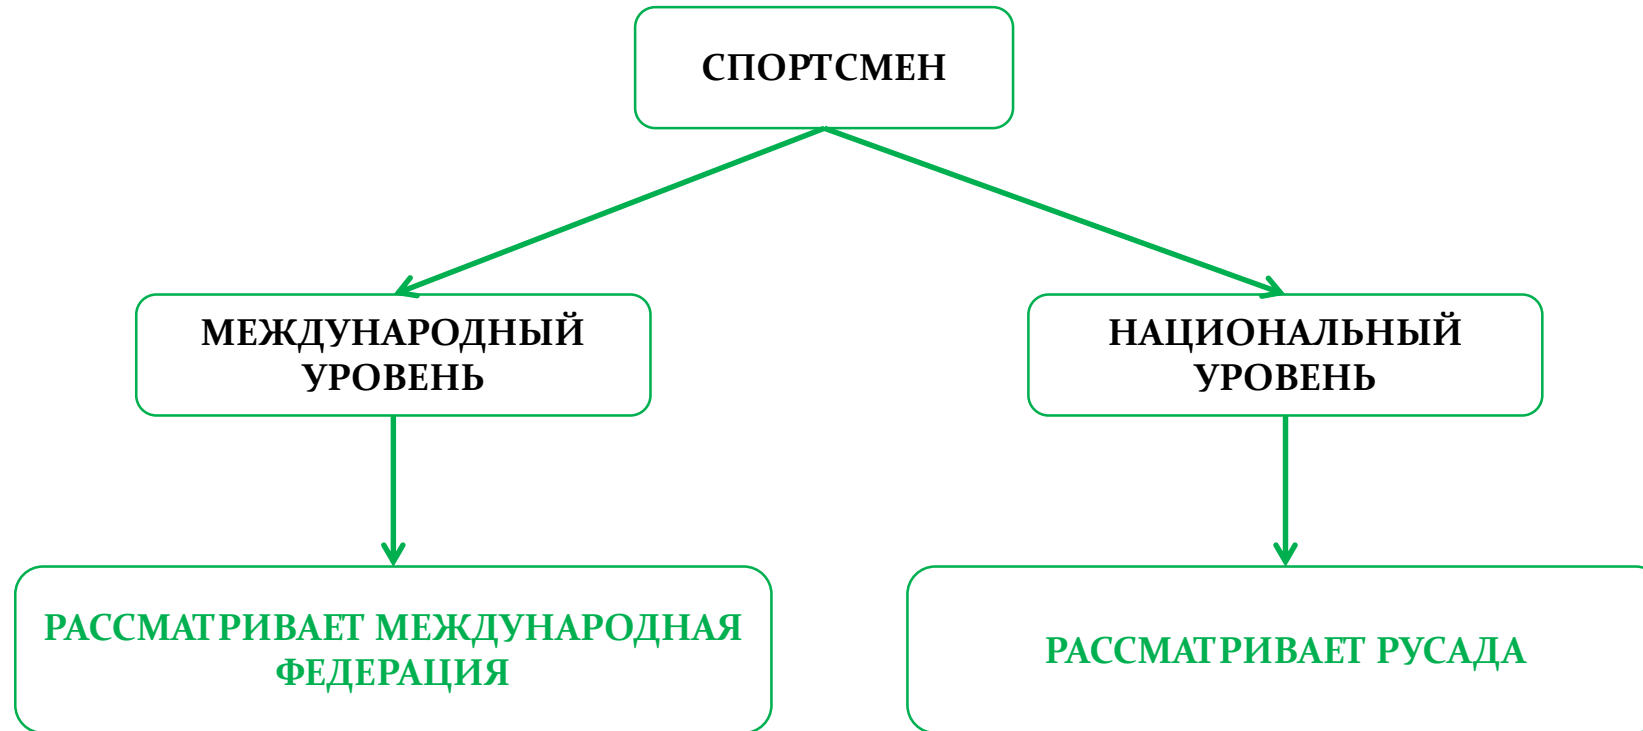 СПОРТСМЕН
МЕЖДУНАРОДНЫЙ
УРОВЕНЬ
НАЦИОНАЛЬНЫЙ
УРОВЕНЬ
РАССМАТРИВАЕТ МЕЖДУНАРОДНАЯ
ФЕДЕРАЦИЯ
РАССМАТРИВАЕТ РУСАДА